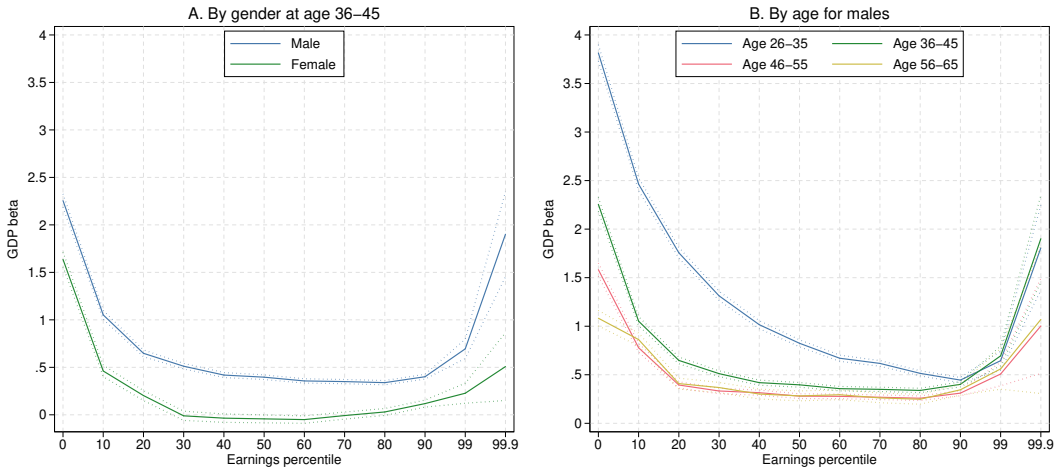 A. By gender at age 36−45
Male
Female
GDP beta
4
3.5
3
2.5
2
1.5
1
.5
0
0 10 20 30 40 50 60 70 80 90 99 99.9
Earnings percentile
B. By age for males
Age 26−35 Age 36−45
Age 46−55 Age 56−65
GDP beta
4
3.5
3
2.5
2
1.5
1
.5
0
0 10 20 30 40 50 60 70 80 90 99 99.9
Earnings percentile